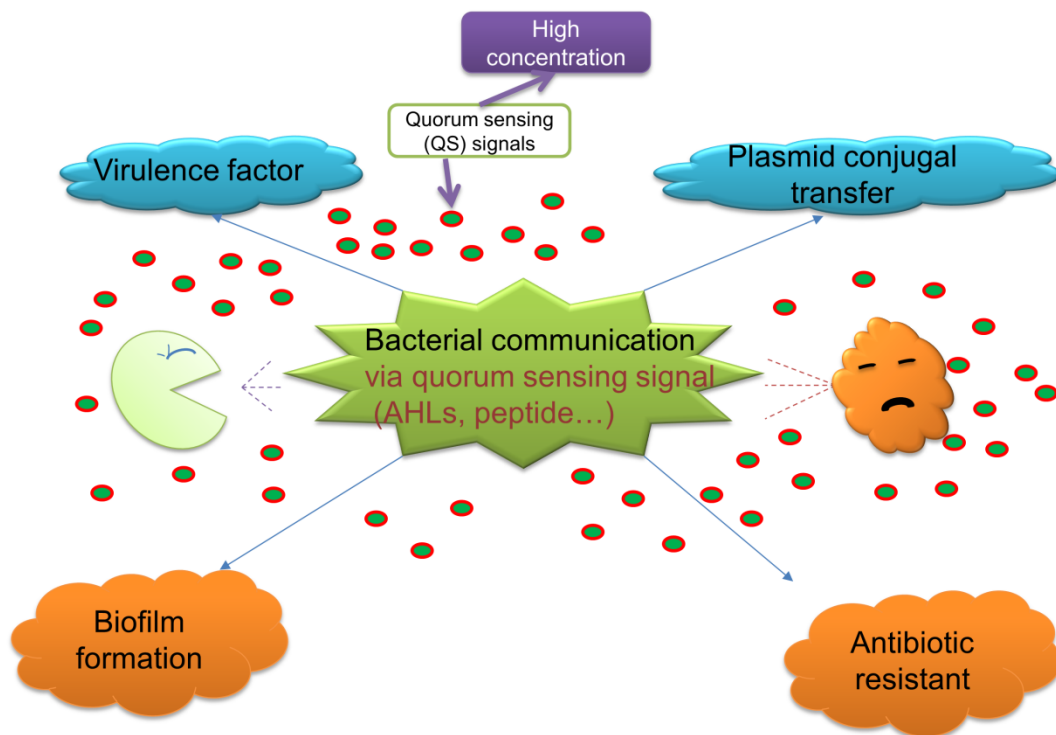 High
concentration
Quorum sensing
(QS) signals
Virulence factor
Plasmid conjugal
transfer
Bacterial communication
via quorum sensing signal
(AHLs, peptide…)
Biofilm
formation
Antibiotic
resistant